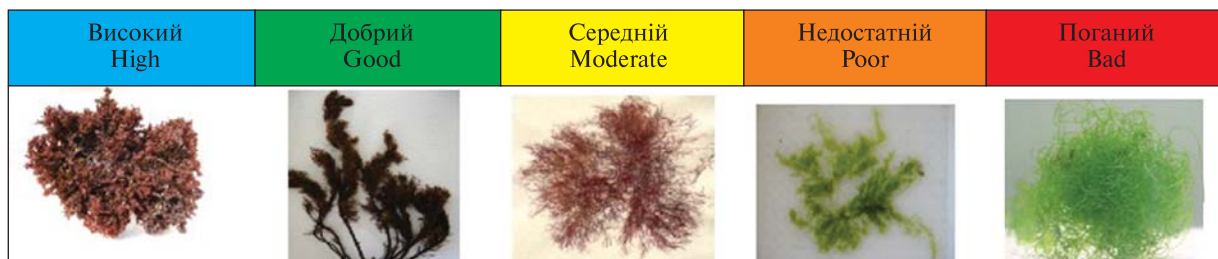 Високий
High
Добрий
Good
Середній
Moderate
Недостатній
Poor
Поганий
Bad